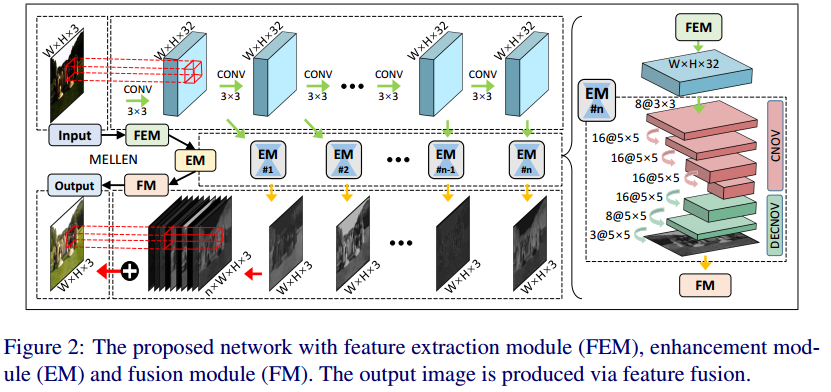 W×H×3
W×H×32
W×H×32
CONV
3×3
CONV
3×3
CONV
3×3
•••
CONV
3×3
CONV
3×3
Input
FEM
MELLEN
EM
Output
FM
EM
#1
EM
#2
•••
EM
#n-1
EM
#n
W×H×3
+
n×W×H×3
W×H×3
W×H×3
•••
W×H×3
W×H×3
FEM
W×H×32
EM
#n
8@3×3
16@5×5
16@5×5
16@5×5
16@5×5
8@5×5
3@5×5
CNOV
DECNOV
FM
Figure 2: The proposed network with feature extraction module (FEM), enhancement mod-
ule (EM) and fusion module (FM). The output image is produced via feature fusion.